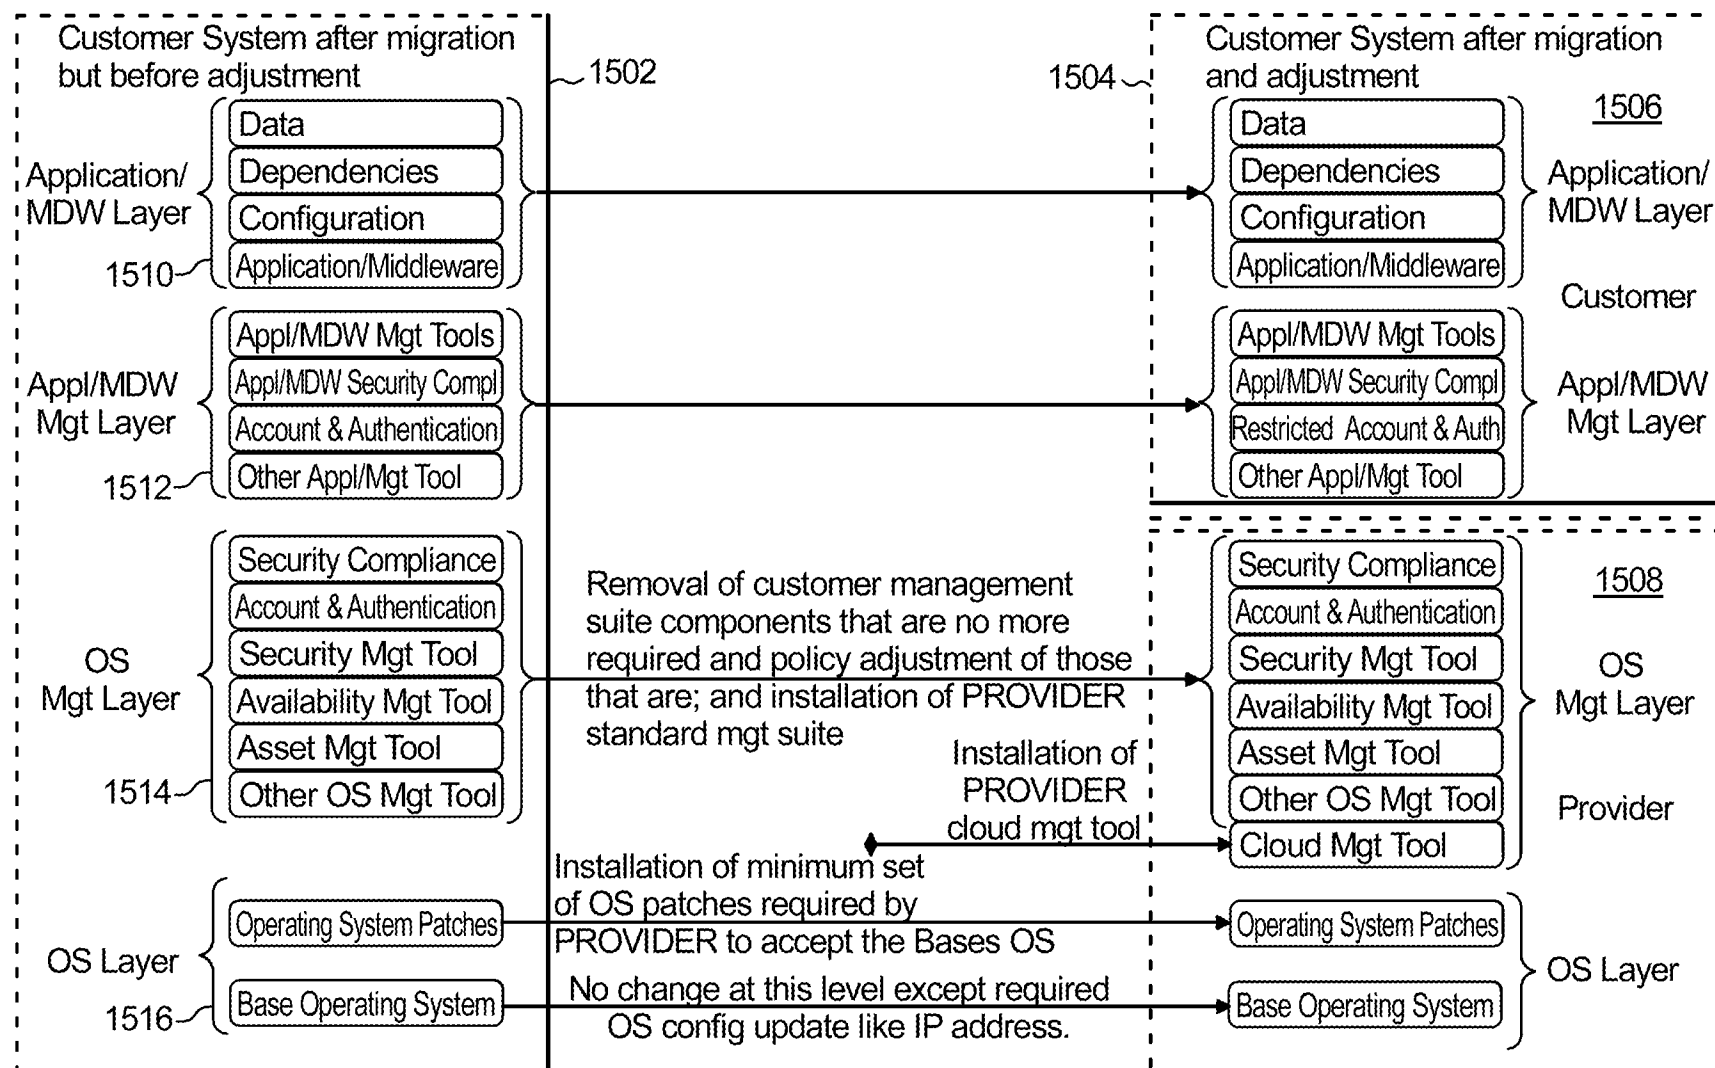 Customer System after migration
but before adjustment
1502
Application/
MDW Layer
Data
Dependencies
Configuration
Application/Middleware
1510
Appl/MDW
Mgt Layer
Appl/MDW Mgt Tools
Appl/MDW Security Compl
Account & Authentication
Other Appl/Mgt Tool
1512
OS
Mgt Layer
Security Compliance
Account & Authentication
Security Mgt Tool
Availability Mgt Tool
Asset Mgt Tool
Other OS Mgt Tool
1514
OS Layer
Operating System Patches
Base Operating System
1516
Removal of customer management
suite components that are no more
required and policy adjustment of those
that are; and installation of PROVIDER
standard mgt suite
Installation of
PROVIDER
cloud mgt tool
Installation of minimum set
of OS patches required by
PROVIDER to accept the Bases OS
No change at this level except required
OS config update like IP address.
1504
Customer System after migration
and adjustment
1506
Data
Dependencies
Configuration
Application/Middleware
Application/
MDW Layer
Customer
Appl/MDW Mgt Tools
Appl/MDW Security Compl
Restricted Account & Auth
Other Appl/Mgt Tool
Appl/MDW
Mgt Layer
1508
Security Compliance
Account & Authentication
Security Mgt Tool
Availability Mgt Tool
Asset Mgt Tool
Other OS Mgt Tool
Cloud Mgt Tool
OS
Mgt Layer
Provider
Operating System Patches
Base Operating System
OS Layer